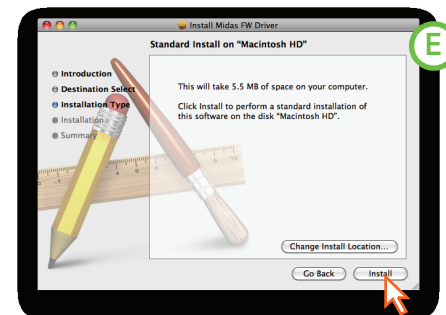 Install Midas FW Driver
E
Standard Install on "Macintosh HD"
Introduction
Destination Select
Installation Type
Installation
Summary
This will take 5.5 MB of space on your computer.
Click Install to perform a standard installation of
this software on the disk "Macintosh HD".
Change Install Location...
Go Back
Install